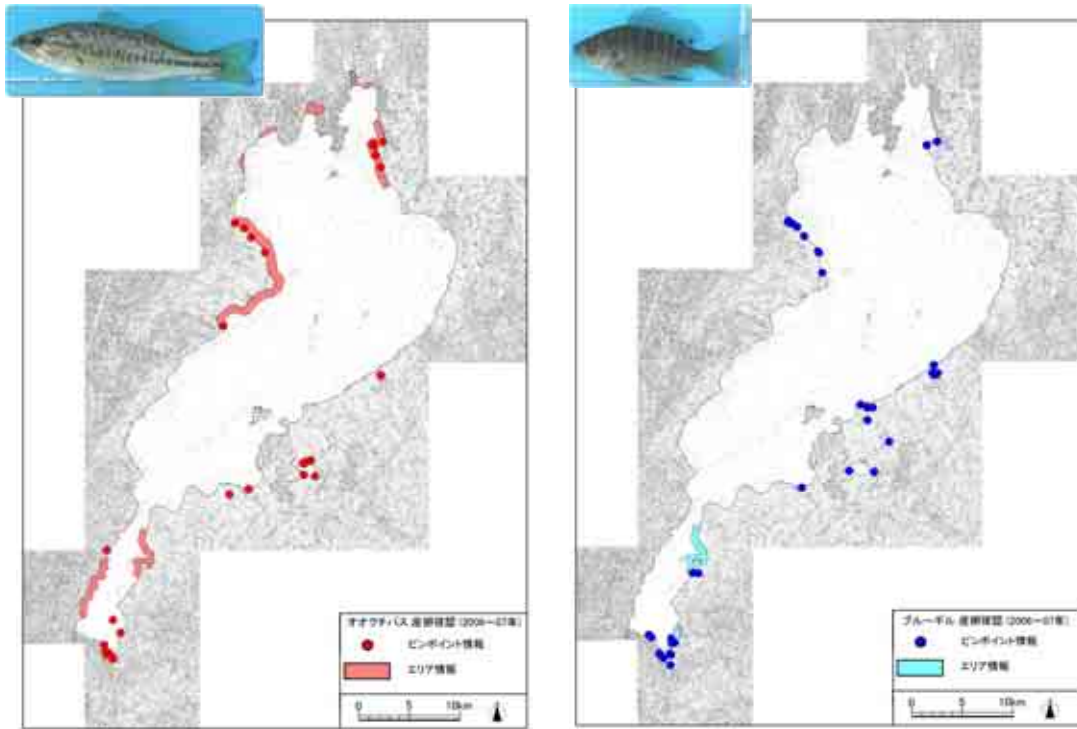 オオクチバス 産卵確認（2006～07年）
ピンポイント情報
エリア情報
0 5 10km
ブルーギル 産卵確認（2006～07年）
ピンポイント情報
エリア情報
0 5 10km